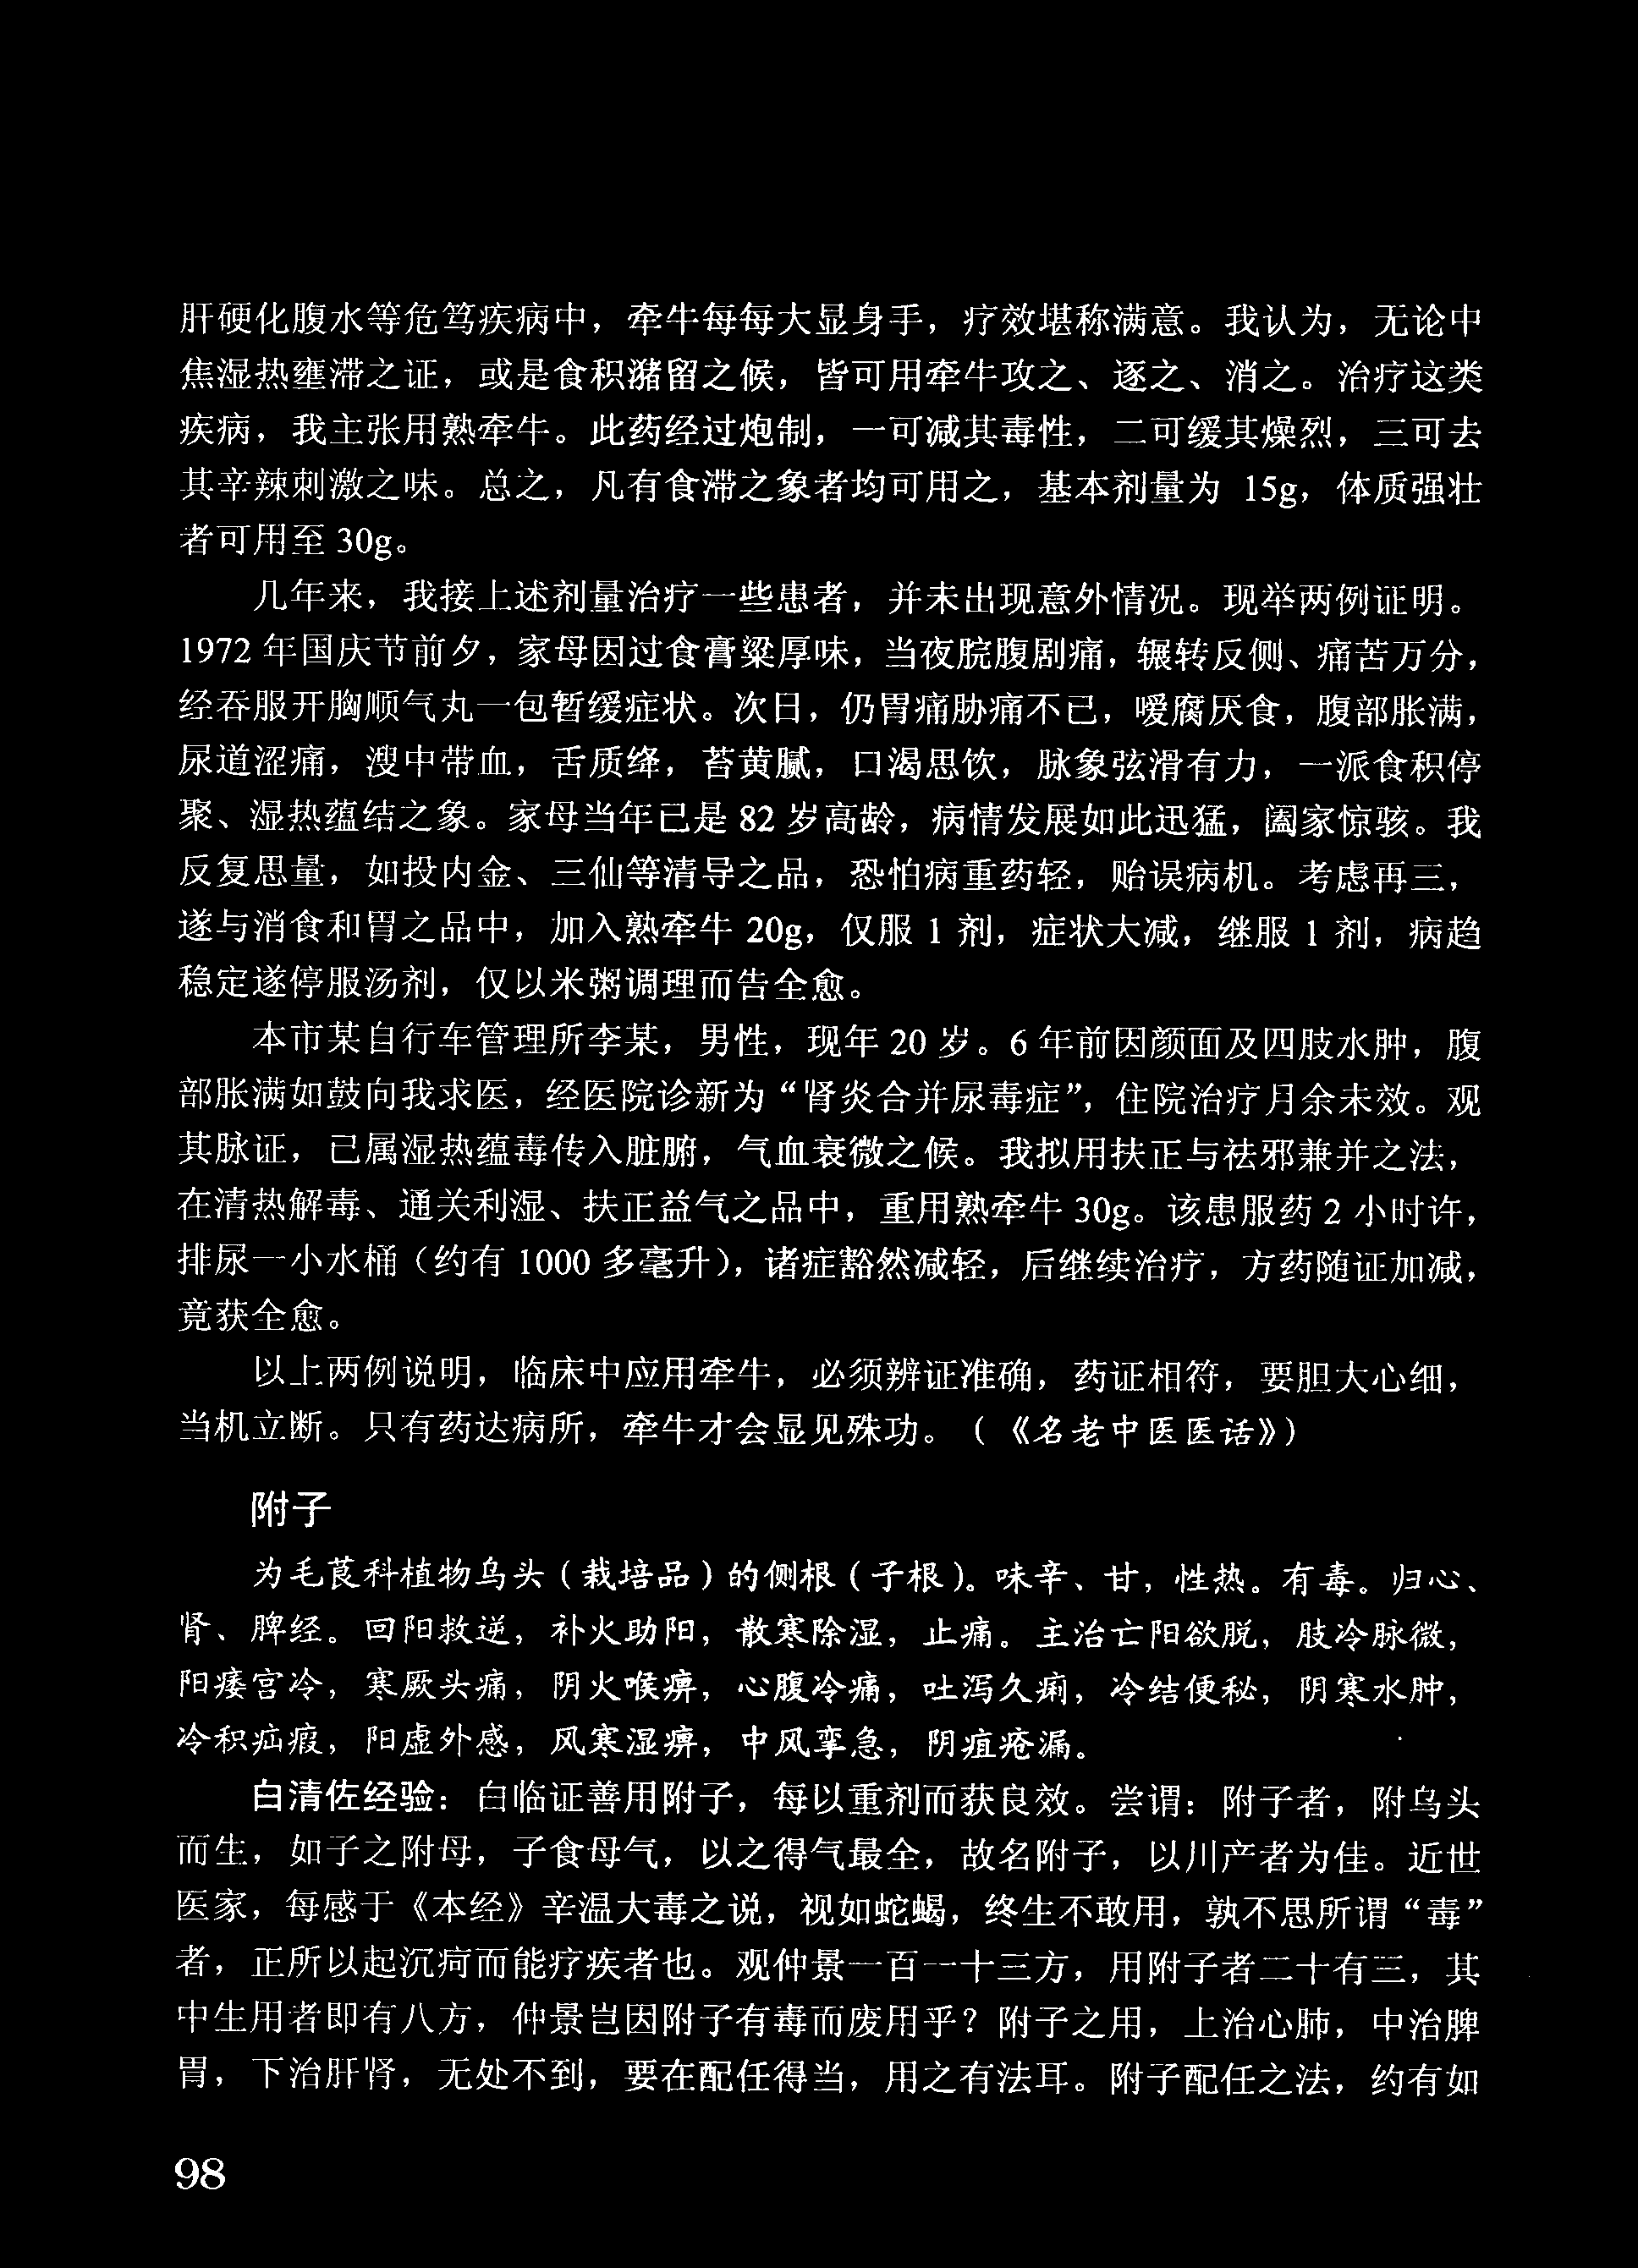 肝硬化腹水等危笃疾病中，牵牛每每大显身手，疗效堪称满意。我认为，无论中
焦湿热壅滞之证，或是食积潴留之候，皆可用牵牛攻之、逐之、消之。治疗这类
疾病，我主张用熟牵牛。此药经过炮制，一可减其毒性，二可缓其燥烈，三可去
其辛辣刺激之味。总之，凡有食滞之象者均可用之，基本剂量为 15g，体质强壮
者可用至 30g。
几年来，我接上述剂量治疗一些患者，并未出现意外情况。现举两例证明。
1972 年国庆节前夕，家母因过食膏粱厚味，当夜脘腹剧痛，辗转反侧、痛苦万分，
经吞服开胸顺气丸一包暂缓症状。次日，仍胃痛胁痛不已，嗳腐厌食，腹部胀满，
尿道涩痛，溲中带血，舌质绛，苔黄腻，口渴思饮，脉象弦滑有力，一派食积停
聚、湿热蕴结之象。家母当年已是 82 岁高龄，病情发展如此迅猛，阖家惊骇。我
反复思量，如投内金、三仙等清导之品，恐怕病重药轻，贻误病机。考虑再三，
遂与消食和胃之品中，加入熟牵牛 20g，仅服 1 剂，症状大减，继服 1 剂，病趋
稳定遂停服汤剂，仅以米粥调理而告全愈。
本市某自行车管理所李某，男性，现年 20 岁。6 年前因颜面及四肢水肿，腹
部胀满如鼓向我求医，经医院诊新为“肾炎合并尿毒症”，住院治疗月余未效。观
其脉证，已属湿热蕴毒传入脏腑，气血衰微之候。我拟用扶正与祛邪兼并之法，
在清热解毒、通关利湿、扶正益气之品中，重用熟牵牛 30g。该患服药 2 小时许，
排尿一小水桶（约有 1000 多毫升），诸症豁然减轻，后继续治疗，方药随证加减，
竟获全愈。
以上两例说明，临床中应用牵牛，必须辨证准确，药证相符，要胆大心细，
当机立断。只有药达病所，牵牛才会显见殊功。（《名老中医医话》）
附子
为毛茛科植物乌头（栽培品）的侧根（子根）。味辛、甘，性热。有毒。归心、
肾、脾经。回阳救逆，补火助阳，散寒除湿，止痛。主治亡阳欲脱，肢冷脉微，
阳痿宫冷，寒厥头痛，阴火喉痹，心腹冷痛，吐泻久痢，冷结便秘，阴寒水肿，
冷积疝瘕，阳虚外感，风寒湿痹，中风挛急，阴疽疮漏。
白清佐经验：白临证善用附子，每以重剂而获良效。尝谓：附子者，附乌头
而生，如子之附母，子食母气，以之得气最全，故名附子，以川产者为佳。近世
医家，每感于《本经》辛温大毒之说，视如蛇蝎，终生不敢用，孰不思所谓“毒”
者，正所以起沉疴而能疗疾者也。观仲景一百一十三方，用附子者二十有三，其
中生用者即有八方，仲景岂因附子有毒而废用乎？附子之用，上治心肺，中治脾
胃，下治肝肾，无处不到，要在配任得当，用之有法耳。附子配任之法，约有如
98